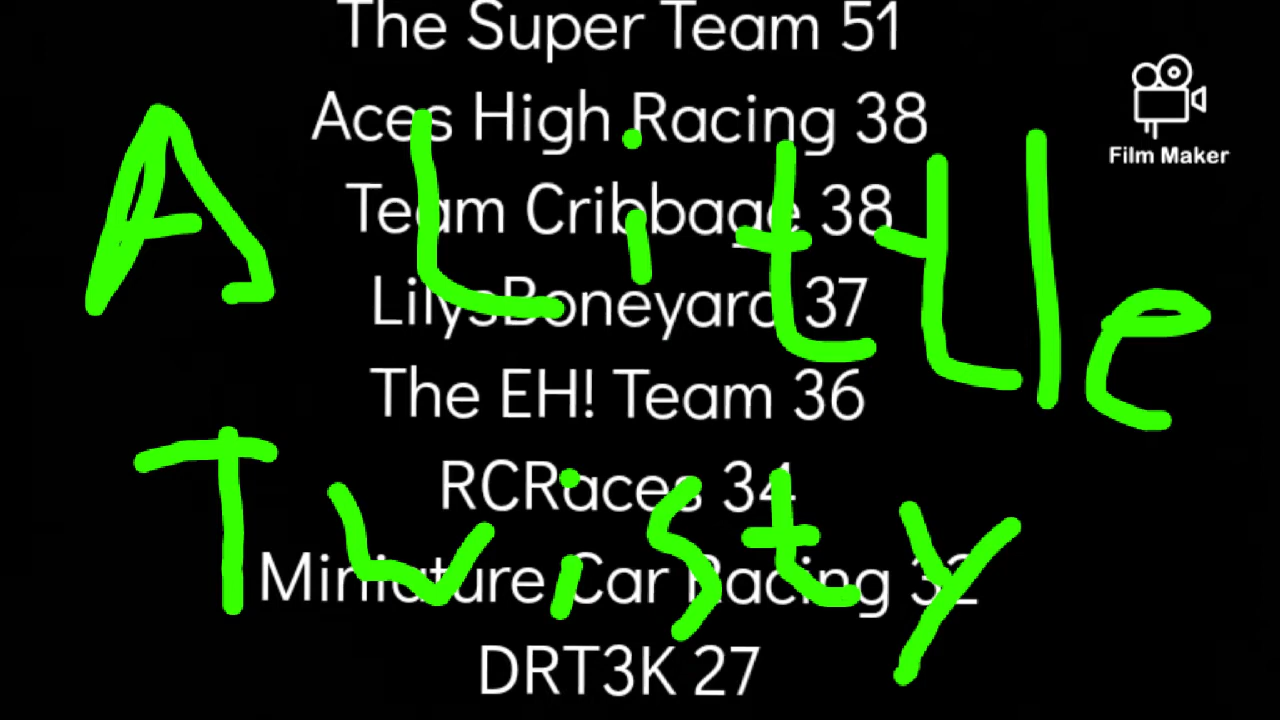 The Super Team 51
Aces High Racing 38
Team Cribbage 38
LilysBoneyard 37
The EH! Team 36
RCRaces 34
Miniature Car Racing 32
DRT3K 27
A Little
Twisty
Film Maker